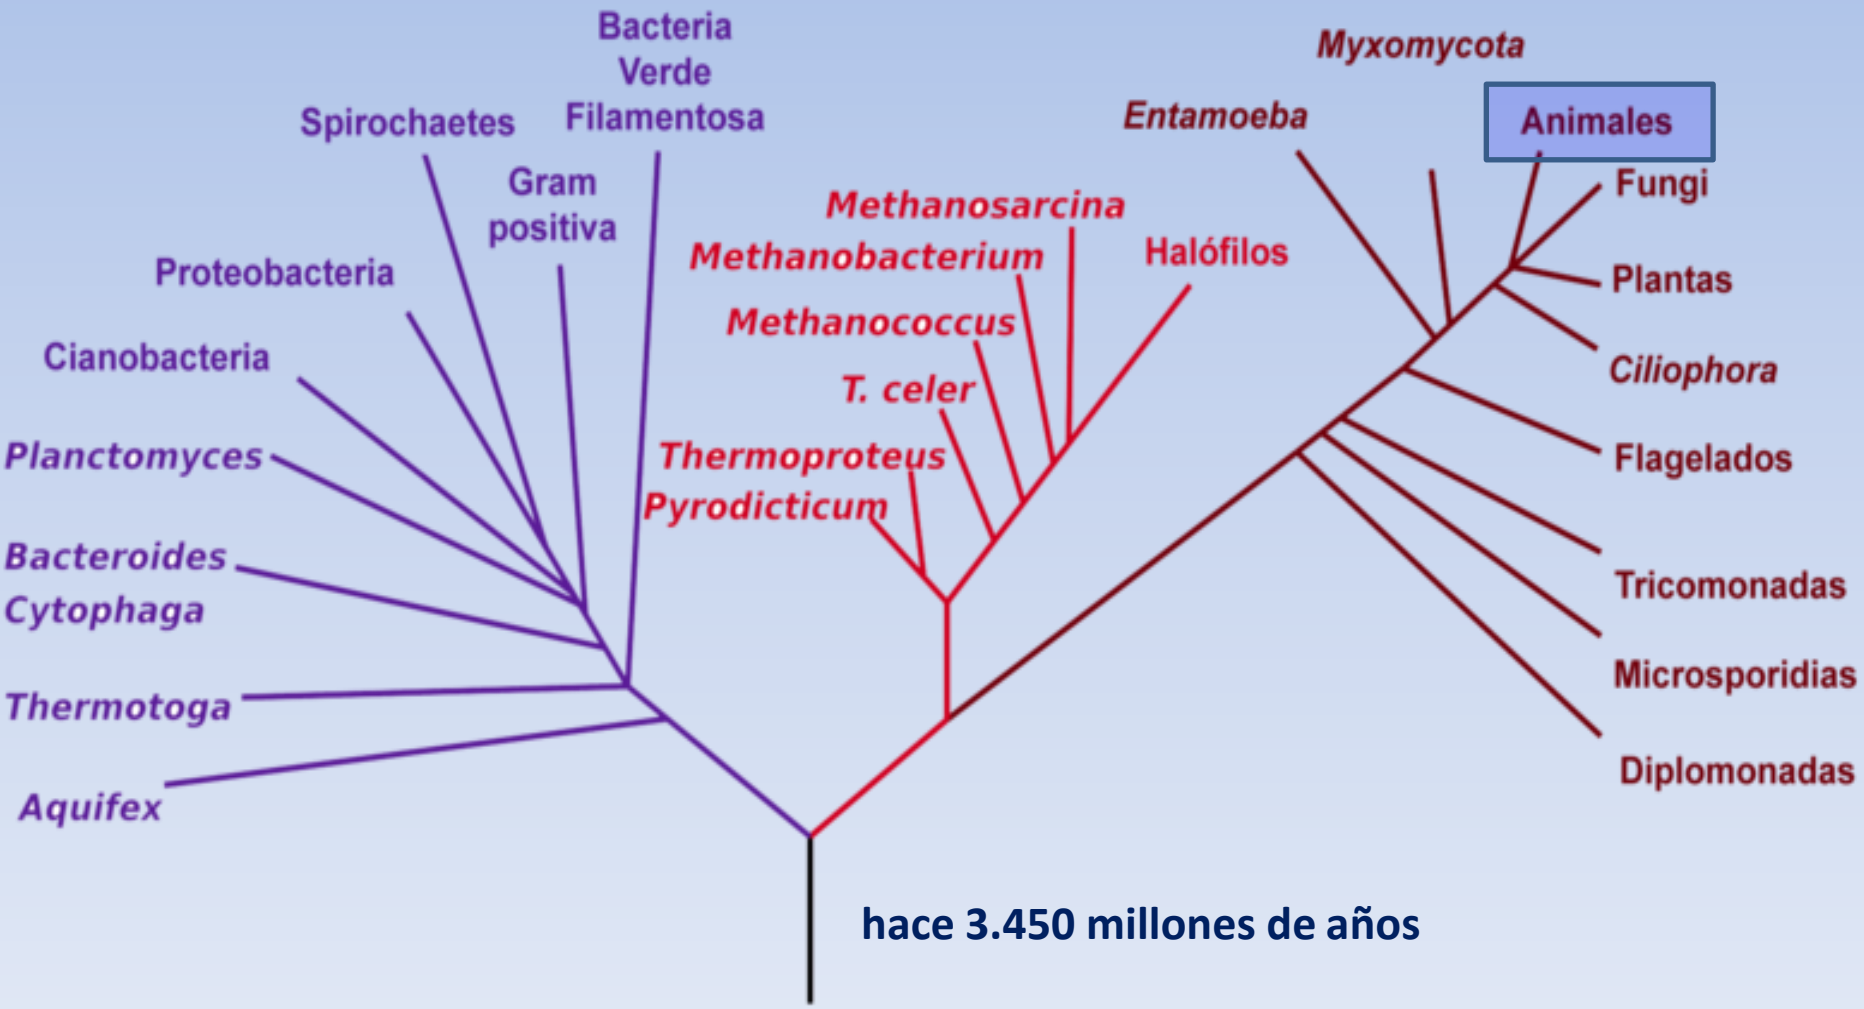 Bacteria
Verde
Filamentosa
Spirochaetes
Gram
positiva
Proteobacteria
Cianobacteria
Planctomyces
Bacteroides
Cytophaga
Thermotoga
Aquifex
Methanosarcina
Methanobacterium
Halófilos
Methanococcus
T. celer
Thermoproteus
Pyrodicticum
Myxomycota
Entamoeba
Animales
Fungi
Plantas
Ciliophora
Flagelados
Tricomonadas
Microsporidias
Diplomonadas
hace 3.450 millones de años